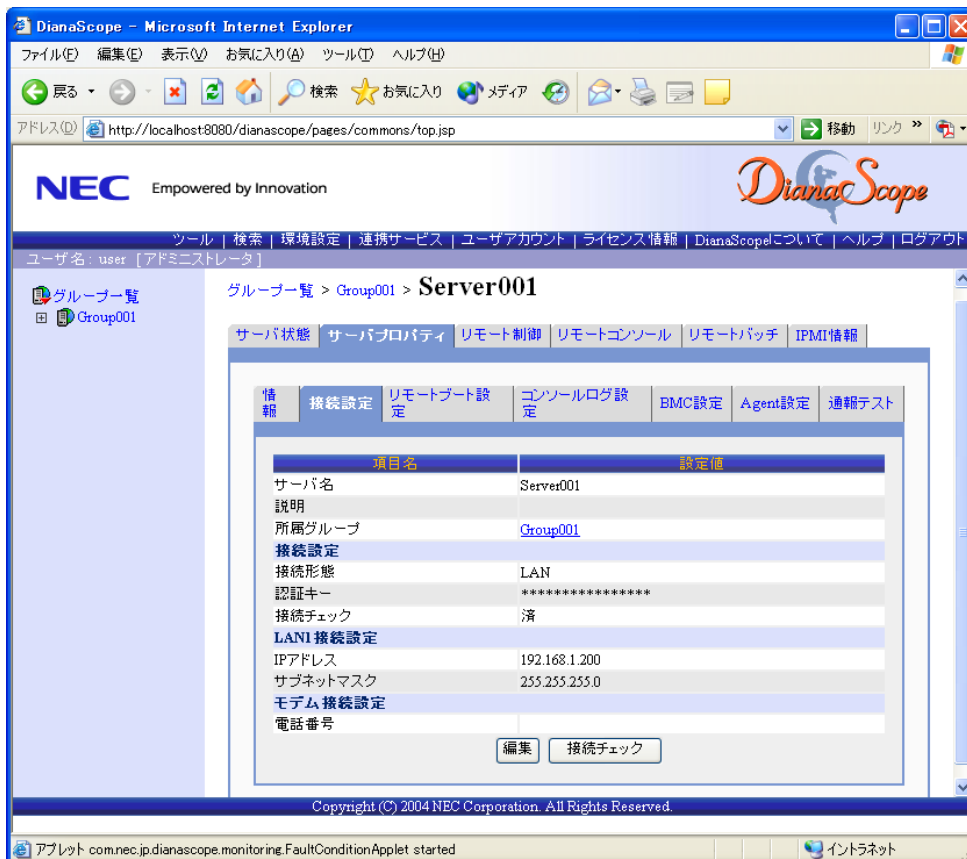 DianaScope - Microsoft Internet Explorer
ファイル(F) 編集(E) 表示(V) お気に入り(A) ツール(T) ヘルプ(H)
戻る 検索 お気に入り メディア
アドレス(D) http://localhost:8080/dianascope/pages/commons/top.jsp 移動 リンク »
NEC Empowered by Innovation DianaScope
ツール | 検索 | 環境設定 | 連携サービス | ユーザアカウント | ライセンス情報 | DianaScopeについて | ヘルプ | ログアウト
ユーザ名 : user [アドミニストレータ]
グループ一覧
Group001
グループ一覧 > Group001 > Server001
サーバ状態 サーバプロパティ リモート制御 リモートコンソール リモートバッチ IPMI情報
情報 接続設定 リモートブート設定 コンソールログ設定 BMC設定 Agent設定 通報テスト
項目名 設定値
サーバ名 Server001
説明
所属グループ Group001
接続設定
接続形態 LAN
認証キー ****************
接続チェック 済
LAN1接続設定
IPアドレス 192.168.1.200
サブネットマスク 255.255.255.0
モデム接続設定
電話番号
編集 接続チェック
Copyright (C) 2004 NEC Corporation. All Rights Reserved.
アプレット com.nec.jp.dianascope.monitoring.FaultConditionApplet started イントラネット